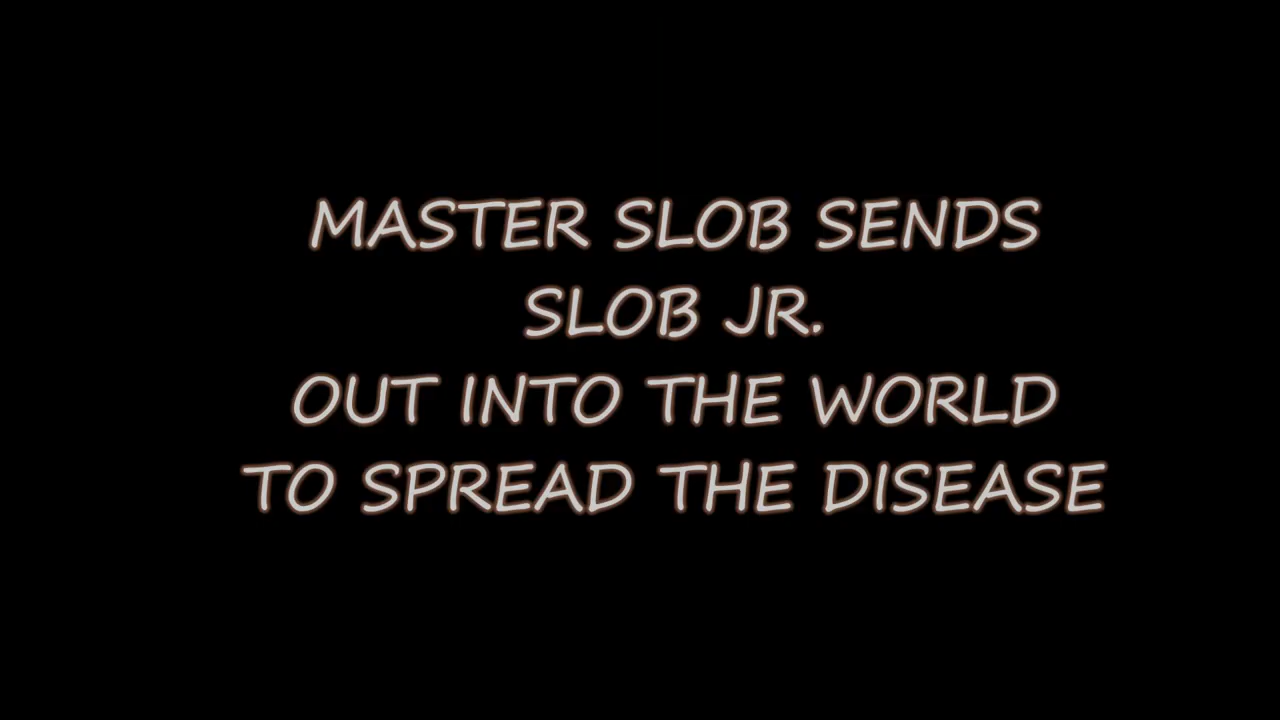 MASTER SLOB SENDS
SLOB JR.
OUT INTO THE WORLD
TO SPREAD THE DISEASE